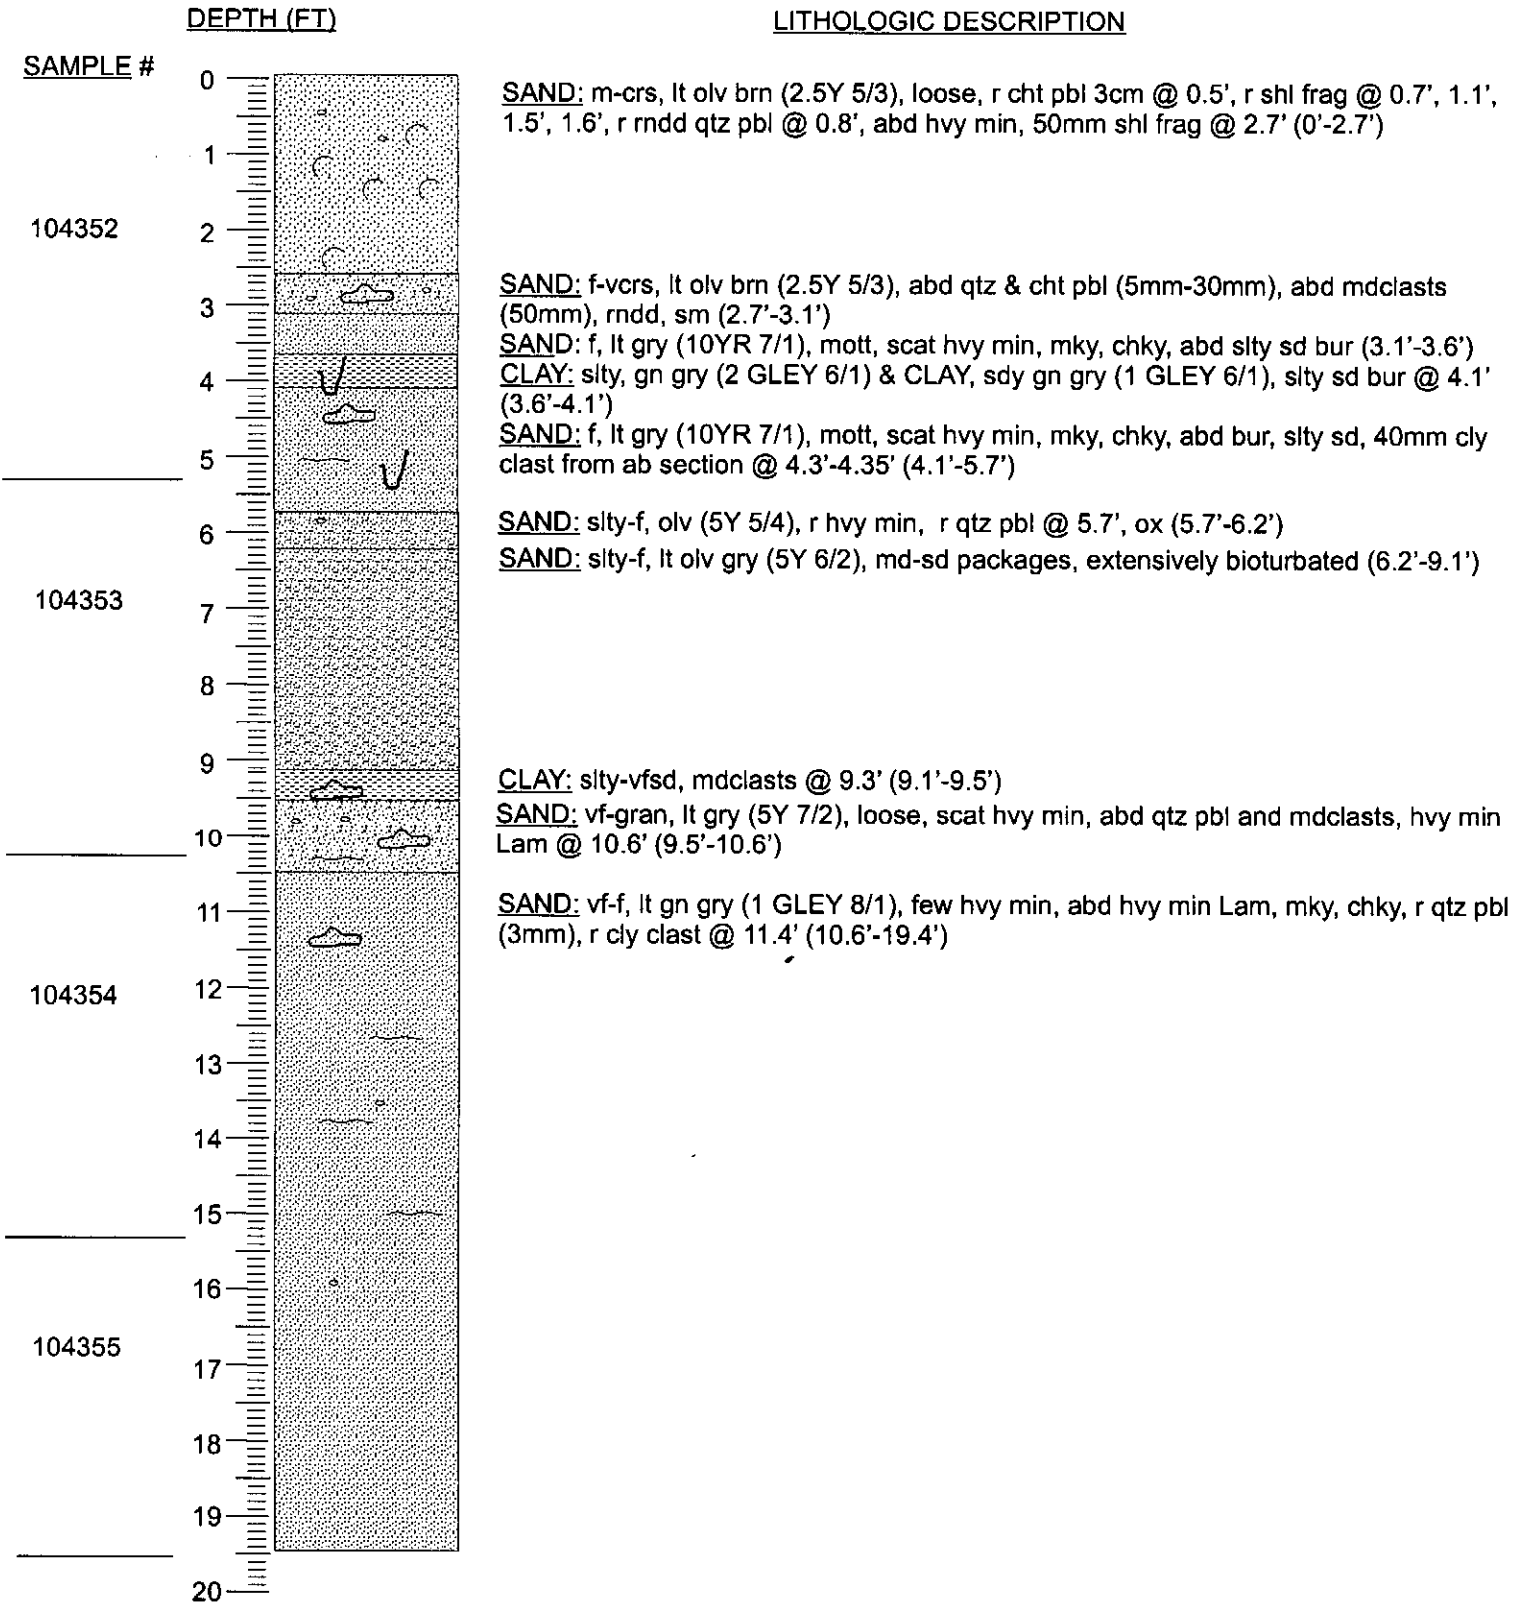 DEPTH (FT)
LITHOLOGIC DESCRIPTION
SAMPLE #
0
SAND: m-crs, lt olv brn (2.5Y 5/3), loose, r cht pbl 3cm @ 0.5', r shl frag @ 0.7', 1.1',
1.5', 1.6', r rndd qtz pbl @ 0.8', abd hvy min, 50mm shl frag @ 2.7' (0'-2.7')
1
104352
2
SAND: f-vcrs, lt olv brn (2.5Y 5/3), abd qtz & cht pbl (5mm-30mm), abd mdclasts
(50mm), rndd, sm (2.7'-3.1')
3
SAND: f, lt gry (10YR 7/1), mott, scat hvy min, mky, chky, abd slty sd bur (3.1'-3.6')
CLAY: slty, gn gry (2 GLEY 6/1) & CLAY, sdy gn gry (1 GLEY 6/1), slty sd bur @ 4.1'
(3.6'-4.1')
4
SAND: f, lt gry (10YR 7/1), mott, scat hvy min, mky, chky, abd bur, slty sd, 40mm cly
clast from ab section @ 4.3'-4.35' (4.1'-5.7')
5
SAND: slty-f, olv (5Y 5/4), r hvy min, r qtz pbl @ 5.7', ox (5.7'-6.2')
6
SAND: slty-f, lt olv gry (5Y 6/2), md-sd packages, extensively bioturbated (6.2'-9.1')
104353
7
8
9
CLAY: slty-vfsd, mdclasts @ 9.3' (9.1'-9.5')
SAND: vf-gran, lt gry (5Y 7/2), loose, scat hvy min, abd qtz pbl and mdclasts, hvy min
Lam @ 10.6' (9.5'-10.6')
10
11
SAND: vf-f, lt gn gry (1 GLEY 8/1), few hvy min, abd hvy min Lam, mky, chky, r qtz pbl
(3mm), r cly clast @ 11.4' (10.6'-19.4')
104354
12
13
14
15
16
104355
17
18
19
20